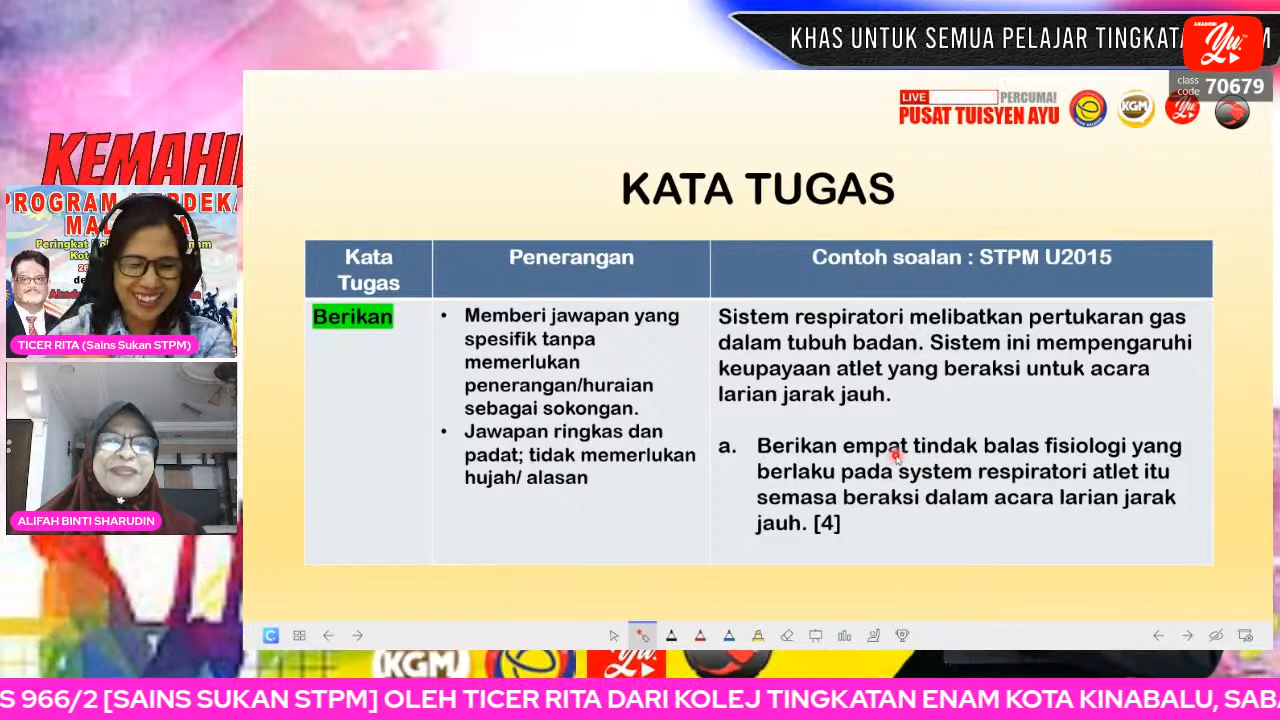 KHAS UNTUK SEMUA PELAJAR
AKADEMI
Yu.
class
code 70679
LIVE PERCUMA!
PUSAT TUISYEN AYU
KGM
KATA TUGAS
Kata
Tugas
Penerangan
Contoh soalan : STPM U2015
Berikan
• Memberi jawapan yang
spesifik tanpa
memerlukan
penerangan/huraian
sebagai sokongan.
• Jawapan ringkas dan
padat; tidak memerlukan
hujah/ alasan
Sistem respiratori melibatkan pertukaran gas
dalam tubuh badan. Sistem ini mempengaruhi
keupayaan atlet yang beraksi untuk acara
larian jarak jauh.
a. Berikan empat tindak balas fisiologi yang
berlaku pada system respiratori atlet itu
semasa beraksi dalam acara larian jarak
jauh. [4]
TICER RITA (Sains Sukan STPM)
ALIFAH BINTI SHARUDIN
KGM
S 966/2 [SAINS SUKAN STPM] OLEH TICER RITA DARI KOLEJ TINGKATAN ENAM KOTA KINABALU, SABA